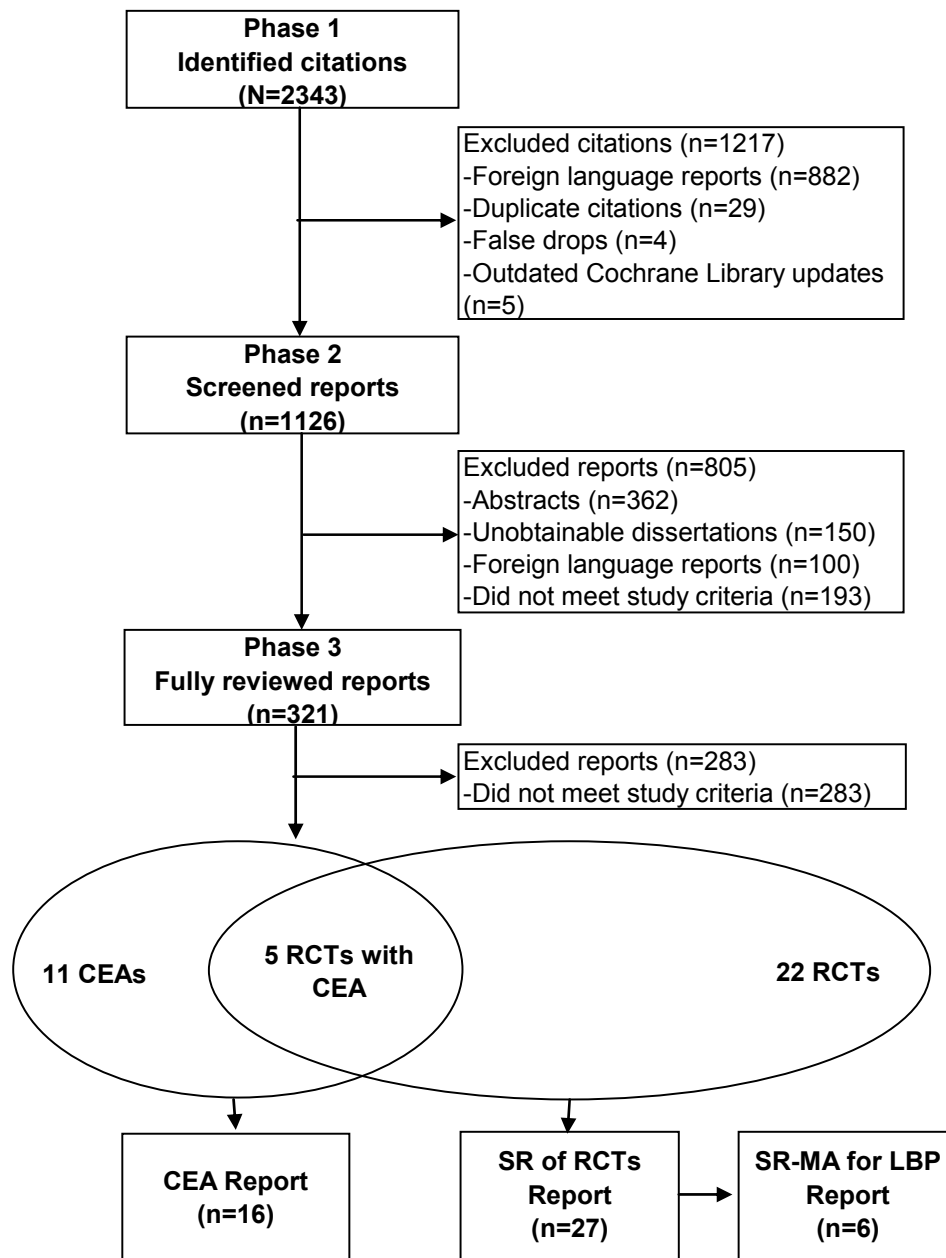 Phase 1
Identified citations
(N=2343)
Excluded citations (n=1217)
-Foreign language reports (n=882)
-Duplicate citations (n=29)
-False drops (n=4)
-Outdated Cochrane Library updates
(n=5)
Phase 2
Screened reports
(n=1126)
Excluded reports (n=805)
-Abstracts (n=362)
-Unobtainable dissertations (n=150)
-Foreign language reports (n=100)
-Did not meet study criteria (n=193)
Phase 3
Fully reviewed reports
(n=321)
Excluded reports (n=283)
-Did not meet study criteria (n=283)
11 CEAs
5 RCTs with
CEA
22 RCTs
CEA Report
(n=16)
SR of RCTs
Report
(n=27)
SR-MA for LBP
Report
(n=6)